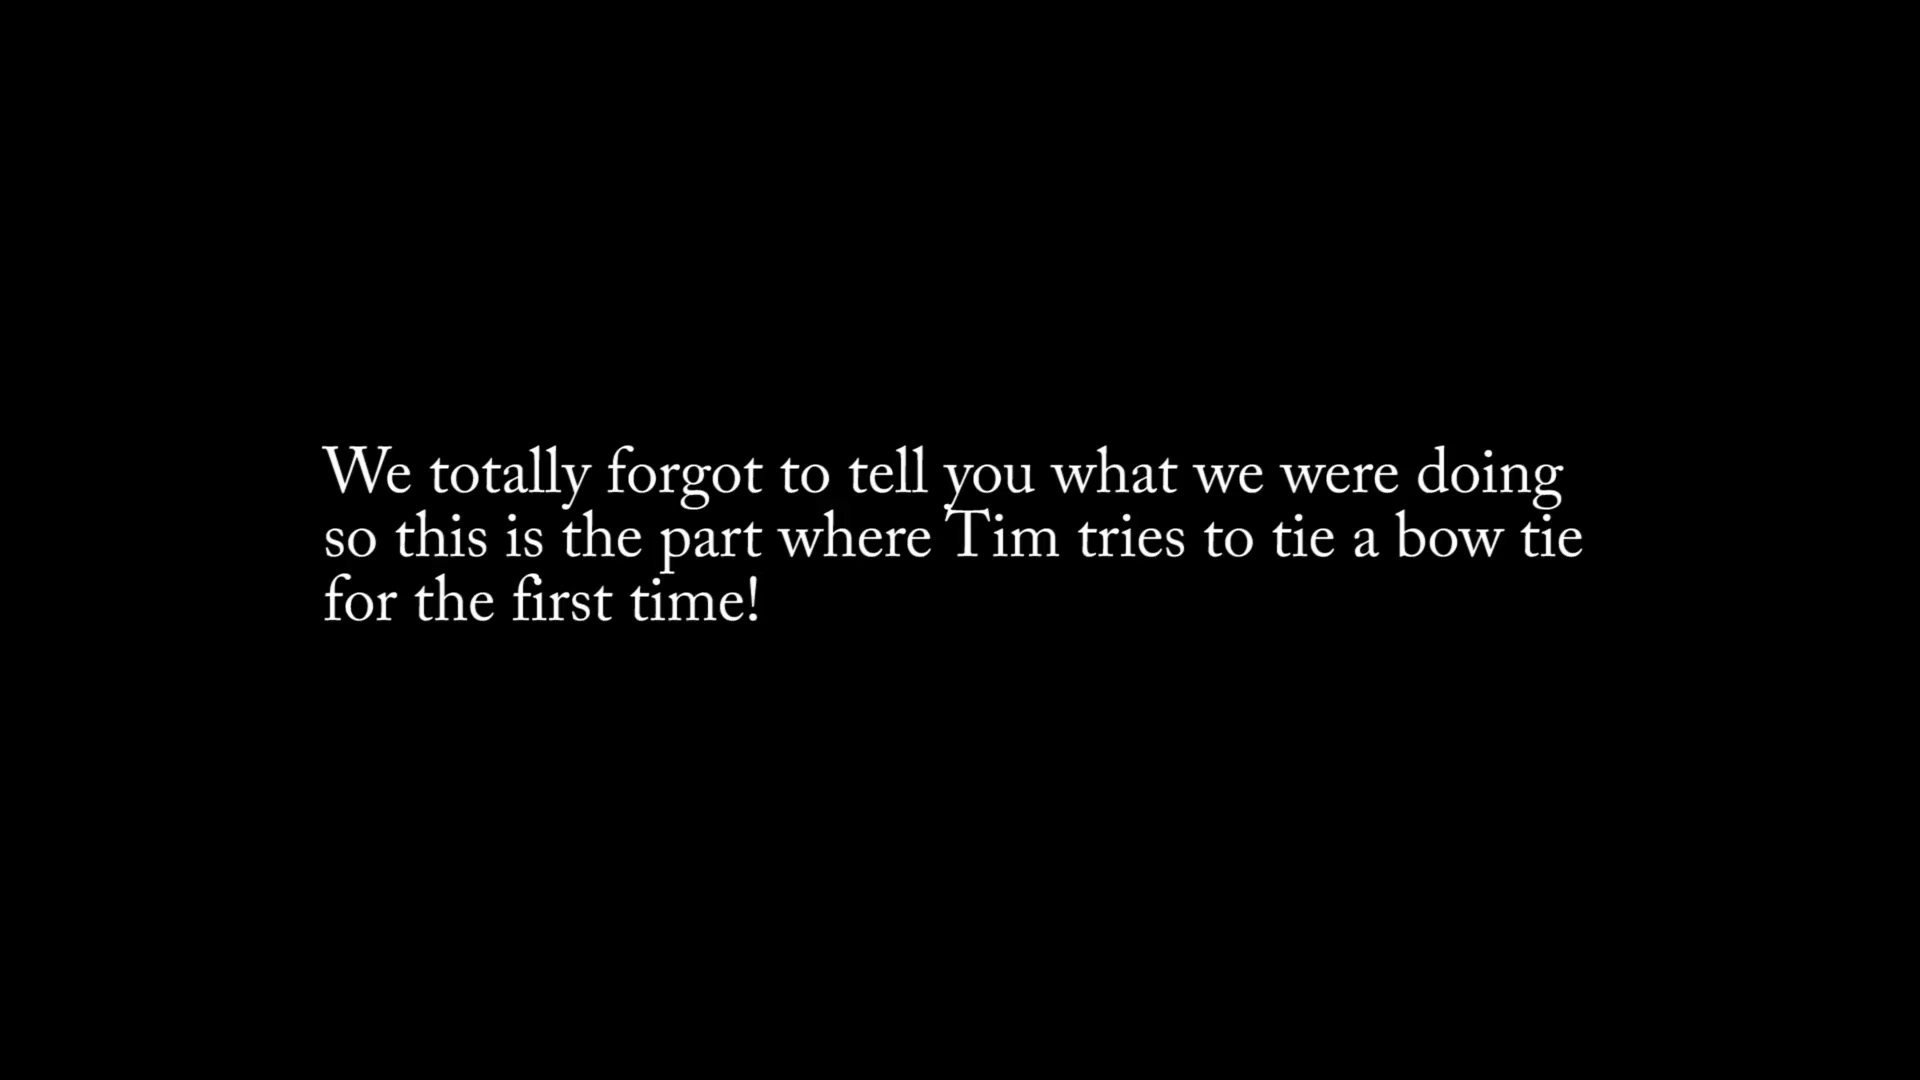 We totally forgot to tell you what we were doing
so this is the part where Tim tries to tie a bow tie
for the first time!